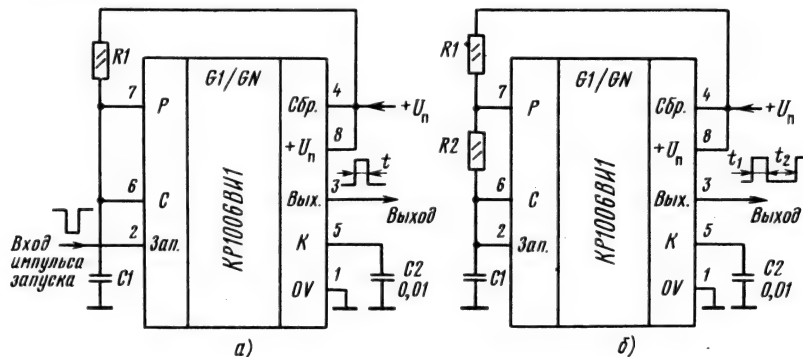 R1
7
P
6
C
2
Зап.
Вход
импульса
запуска
C1
G1/GN
КР1006ВИ1
4
Сбр.
+Uп
8
+Uп
t
3
Вых.
Выход
5
К
C2
0,01
1
0V
а)
R1
7
P
R2
6
C
2
Зап.
C1
G1/GN
КР1006ВИ1
4
Сбр.
+Uп
8
+Uп
t1
t2
3
Вых.
Выход
5
К
C2
0,01
1
0V
б)